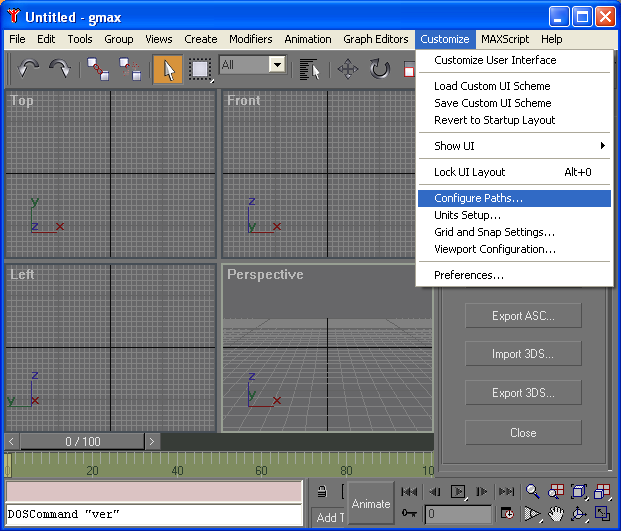 Untitled - gmax
File Edit Tools Group Views Create Modifiers Animation Graph Editors Customize MAXScript Help
All
Customize User Interface
Load Custom UI Scheme
Save Custom UI Scheme
Revert to Startup Layout
Show UI
Lock UI Layout Alt+0
Configure Paths...
Units Setup...
Grid and Snap Settings...
Viewport Configuration...
Preferences...
Top
y
z x
Front
z
y x
Left
z
y x
Perspective
z
y x
Export ASC...
Import 3DS...
Export 3DS...
Close
< 0 / 100 >
0 20 40 60 80 10
DOSCommand "ver"
Add T
Animate
0